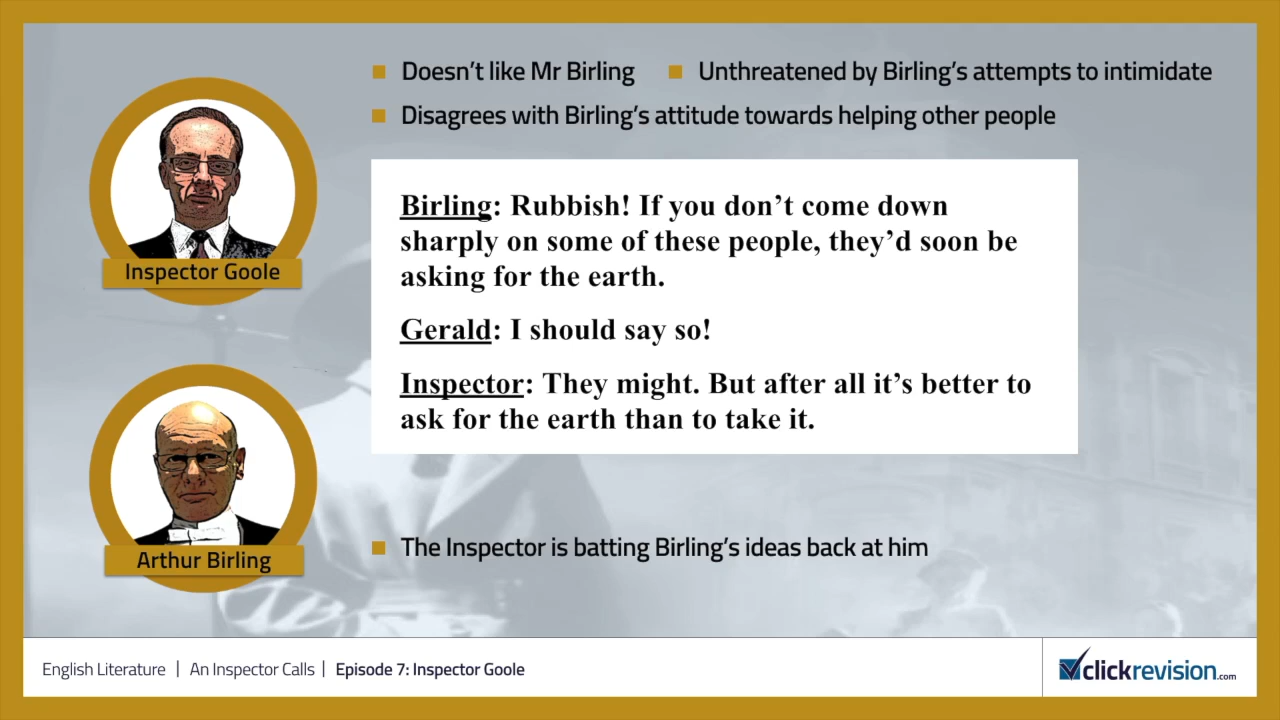 Doesn’t like Mr Birling
Unthreatened by Birling’s attempts to intimidate
Disagrees with Birling’s attitude towards helping other people
Inspector Goole
Birling: Rubbish! If you don’t come down
sharply on some of these people, they’d soon be
asking for the earth.
Gerald: I should say so!
Inspector: They might. But after all it’s better to
ask for the earth than to take it.
Arthur Birling
The Inspector is batting Birling’s ideas back at him
English Literature | An Inspector Calls | Episode 7: Inspector Goole
clickrevision.com